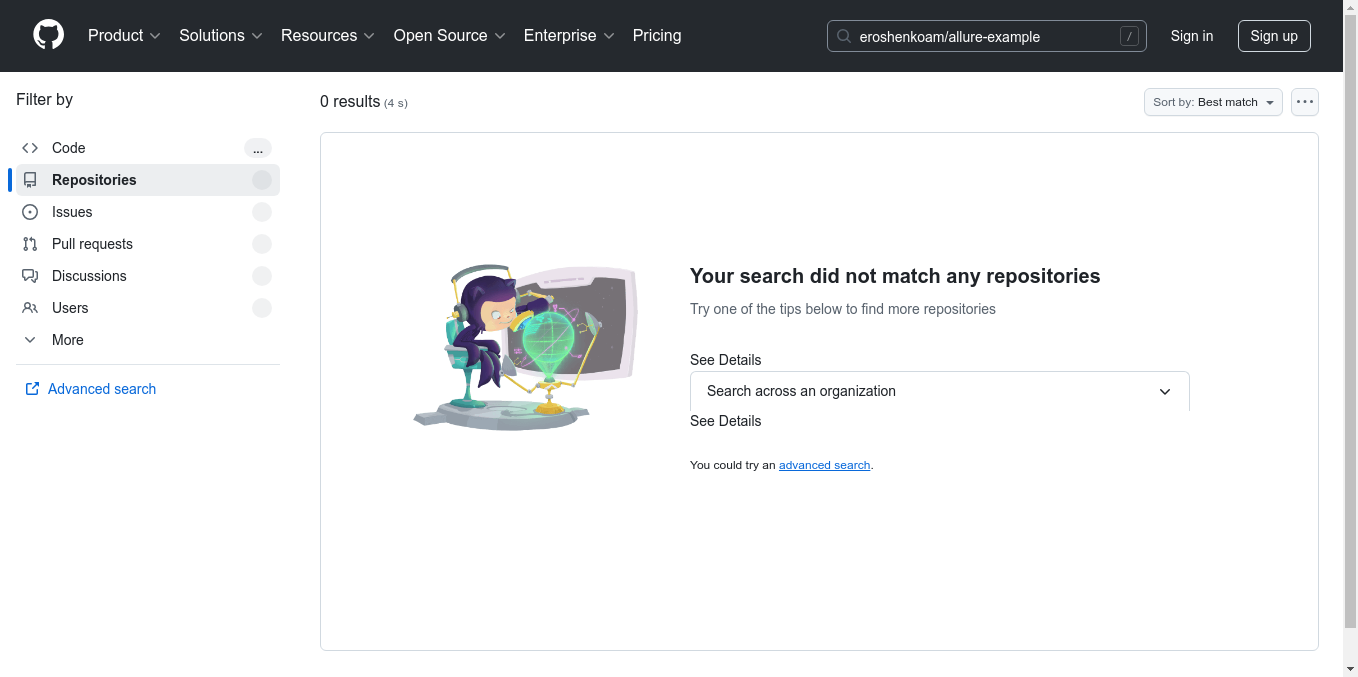 Product Solutions Resources Open Source Enterprise Pricing eroshenkoam/allure-example / Sign in Sign up
Filter by
Code ...
Repositories
Issues
Pull requests
Discussions
Users
More
Advanced search
0 results (4 s)
Sort by: Best match
Your search did not match any repositories
Try one of the tips below to find more repositories
See Details
Search across an organization
See Details
You could try an advanced search.